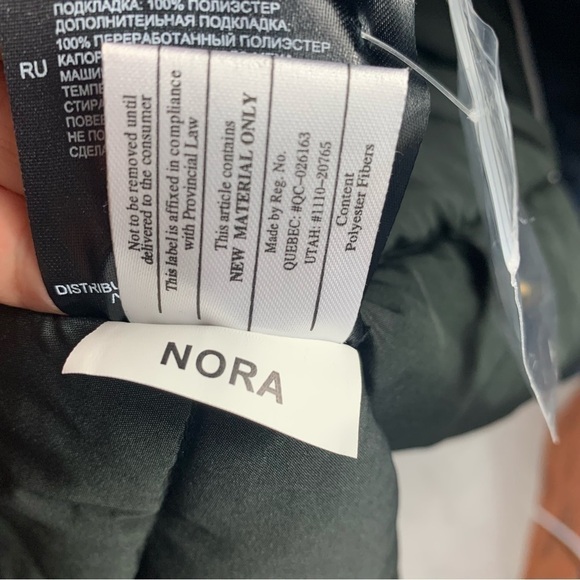 ПОДКЛАДКА: 100% ПОЛИЭСТЕР
ДОПОЛНИТЕЛЬНАЯ ПОДКЛАДКА:
100% ПЕРЕРАБОТАННЫЙ ПОЛИЭСТЕР
RU
DISTRIBU
Not to be removed until
delivered to the consumer
This label is affixed in compliance
with Provincial Law
This article contains
NEW MATERIAL ONLY
Made by Reg. No.
QUEBEC: #QC-026163
UTAH: #1110-20765
Content
Polyester Fibers
NORA